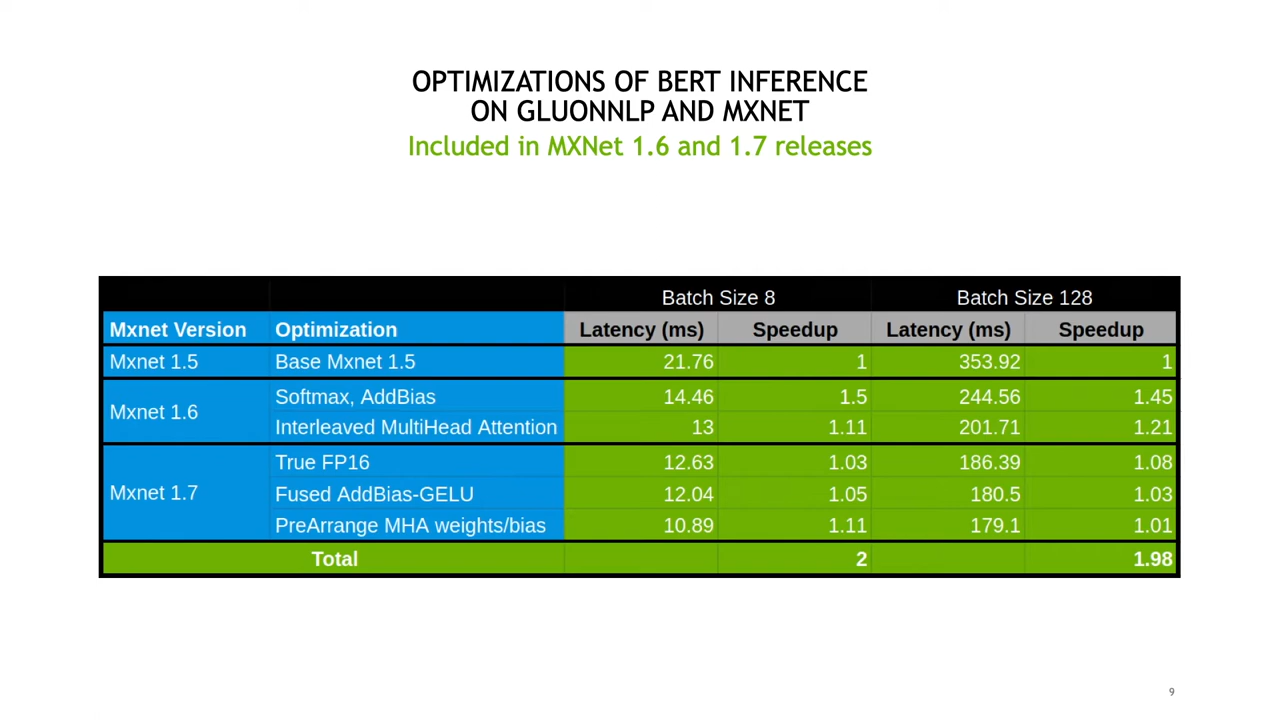 OPTIMIZATIONS OF BERT INFERENCE
ON GLUONNLP AND MXNET
Included in MXNet 1.6 and 1.7 releases
Batch Size 8 Batch Size 128
Mxnet Version Optimization Latency (ms) Speedup Latency (ms) Speedup
Mxnet 1.5 Base Mxnet 1.5 21.76 1 353.92 1
Mxnet 1.6 Softmax, AddBias 14.46 1.5 244.56 1.45
Interleaved MultiHead Attention 13 1.11 201.71 1.21
Mxnet 1.7 True FP16 12.63 1.03 186.39 1.08
Fused AddBias-GELU 12.04 1.05 180.5 1.03
PreArrange MHA weights/bias 10.89 1.11 179.1 1.01
Total 2 1.98
9